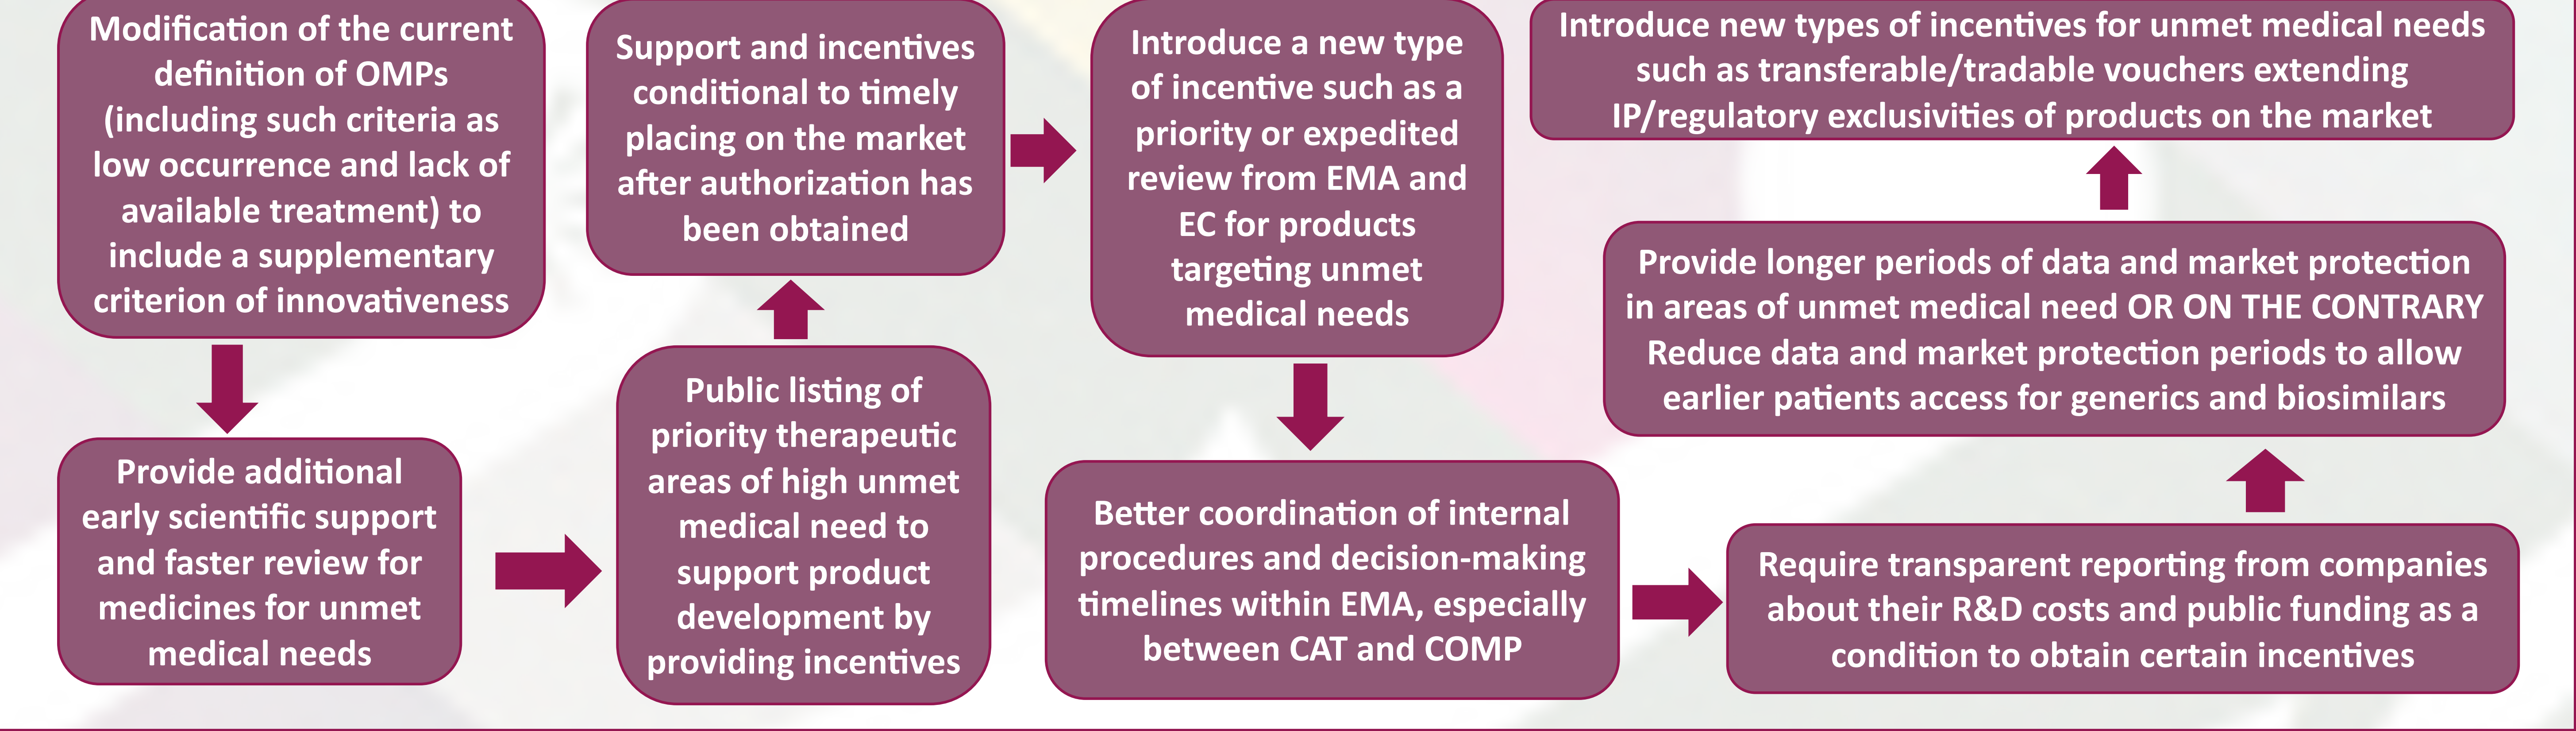 Modification of the current
definition of OMPs
(including such criteria as
low occurrence and lack of
available treatment) to
include a supplementary
criterion of innovativeness
Provide additional
early scientific support
and faster review for
medicines for unmet
medical needs
Public listing of
priority therapeutic
areas of high unmet
medical need to
support product
development by
providing incentives
Support and incentives
conditional to timely
placing on the market
after authorization has
been obtained
Introduce a new type
of incentive such as a
priority or expedited
review from EMA and
EC for products
targeting unmet
medical needs
Better coordination of internal
procedures and decision-making
timelines within EMA, especially
between CAT and COMP
Require transparent reporting from companies
about their R&D costs and public funding as a
condition to obtain certain incentives
Provide longer periods of data and market protection
in areas of unmet medical need OR ON THE CONTRARY
Reduce data and market protection periods to allow
earlier patients access for generics and biosimilars
Introduce new types of incentives for unmet medical needs
such as transferable/tradable vouchers extending
IP/regulatory exclusivities of products on the market